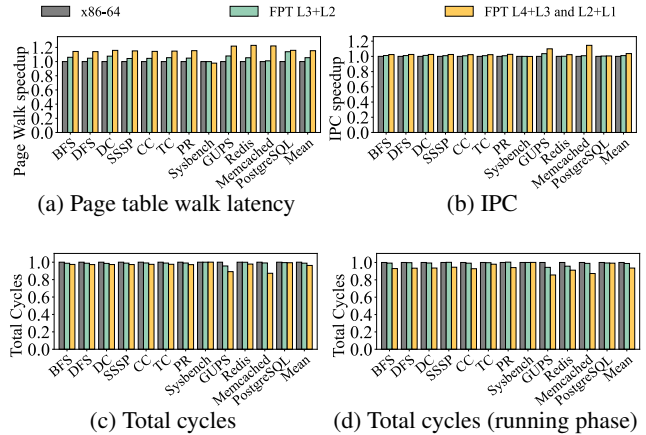 x86-64 FPT L3+L2 FPT L4+L3 and L2+L1
Page Walk speedup
1.2
1.0
0.8
0.6
0.4
0.2
0.0
BFS DFS DC SSSP CC TC PR Sysbench GUPS Redis Memcached PostgreSQL Mean
(a) Page table walk latency
IPC speedup
1.2
1.0
0.8
0.6
0.4
0.2
0.0
BFS DFS DC SSSP CC TC PR Sysbench GUPS Redis Memcached PostgreSQL Mean
(b) IPC
Total Cycles
1.0
0.8
0.6
0.4
0.2
0.0
BFS DFS DC SSSP CC TC PR Sysbench GUPS Redis Memcached PostgreSQL Mean
(c) Total cycles
Total Cycles
1.0
0.8
0.6
0.4
0.2
0.0
BFS DFS DC SSSP CC TC PR Sysbench GUPS Redis Memcached PostgreSQL Mean
(d) Total cycles (running phase)